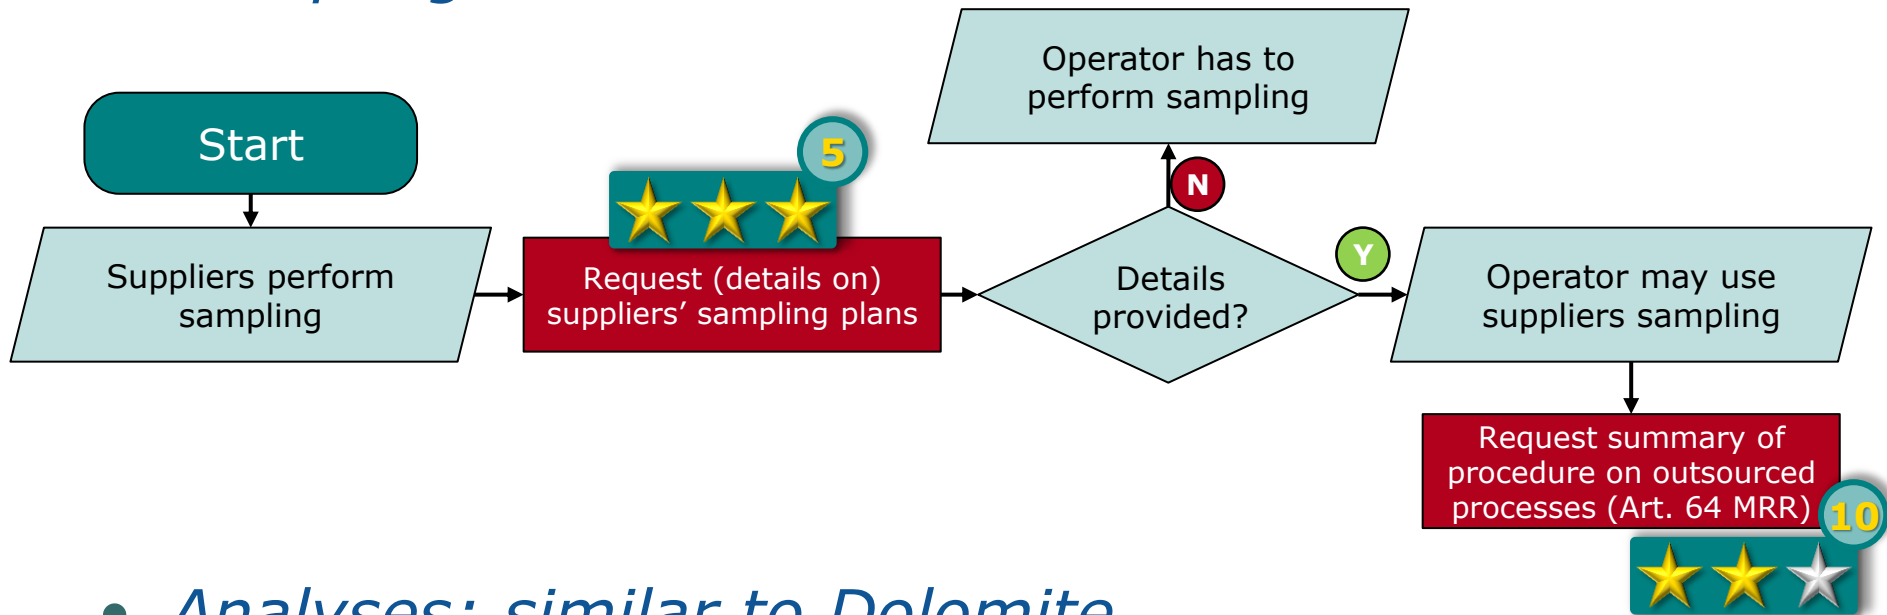 Start
Suppliers perform
sampling
5
Request (details on)
suppliers’ sampling plans
Operator has to
perform sampling
N
Details
provided?
Y
Operator may use
suppliers sampling
Request summary of
procedure on outsourced
processes (Art. 64 MRR)
10
• Analyses: similar to Dolomite